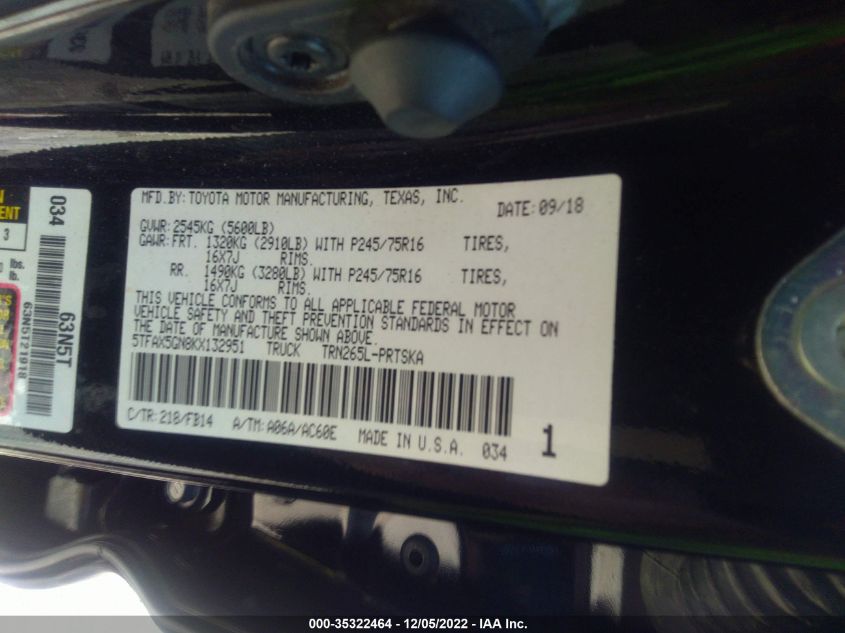 MFD.BY: TOYOTA MOTOR MANUFACTURING, TEXAS, INC.
DATE: 09/18
GVWR: 2545KG (5600LB)
GAWR: FRT. 1320KG (2910LB) WITH P245/75R16 TIRES,
16X7J RIMS.
RR. 1490KG (3280LB) WITH P245/75R16 TIRES,
16X7J RIMS.
THIS VEHICLE CONFORMS TO ALL APPLICABLE FEDERAL MOTOR
VEHICLE SAFETY AND THEFT PREVENTION STANDARDS IN EFFECT ON
THE DATE OF MANUFACTURE SHOWN ABOVE.
5TFAX5GN0KX132951 TRUCK TRN265L-PRTSKA
C/TR: 218/FB14 A/TM: A06A/AC60E MADE IN U.S.A. 034
1
034
63N5T
63N5T91918
3
lbs.
lb.
000-35322464 - 12/05/2022 - IAA Inc.